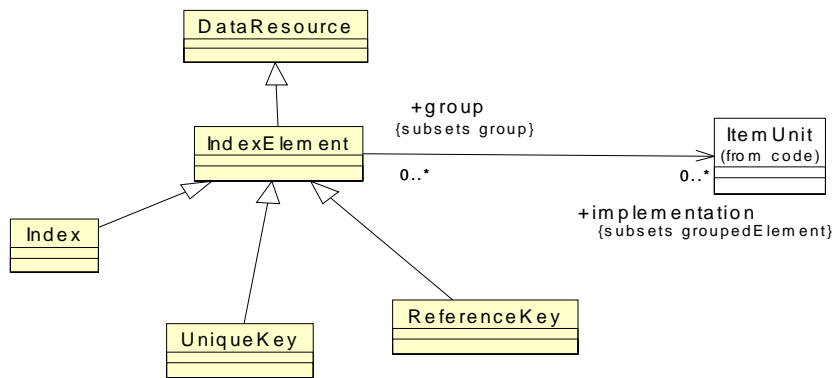 DataResource
+group
{subsets group}
IndexElement
ItemUnit
(from code)
0..*
0..*
+implementation
{subsets groupedElement}
Index
ReferenceKey
UniqueKey